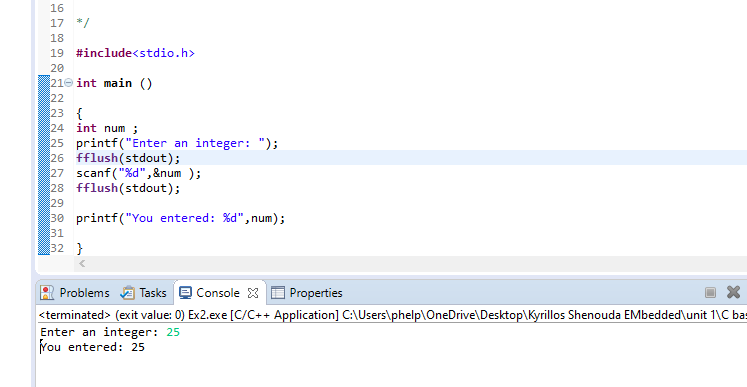 16
17 */
18
19 #include<stdio.h>
20
21 int main ()
22
23 {
24 int num ;
25 printf("Enter an integer: ");
26 fflush(stdout);
27 scanf("%d",&num );
28 fflush(stdout);
29
30 printf("You entered: %d",num);
31
32 }
Problems Tasks Console Properties
<terminated> (exit value: 0) Ex2.exe [C/C++ Application] C:\Users\phelp\OneDrive\Desktop\Kyrillos Shenouda EMbedded\unit 1\C bas
Enter an integer: 25
You entered: 25